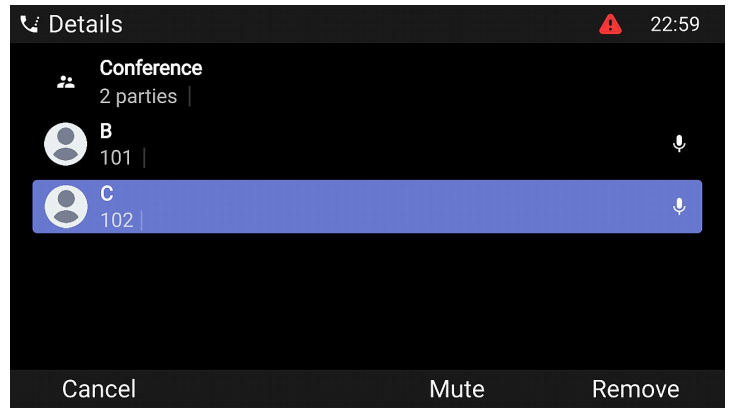 Details
22:59
Conference
2 parties
B
101
C
102
Cancel
Mute
Remove